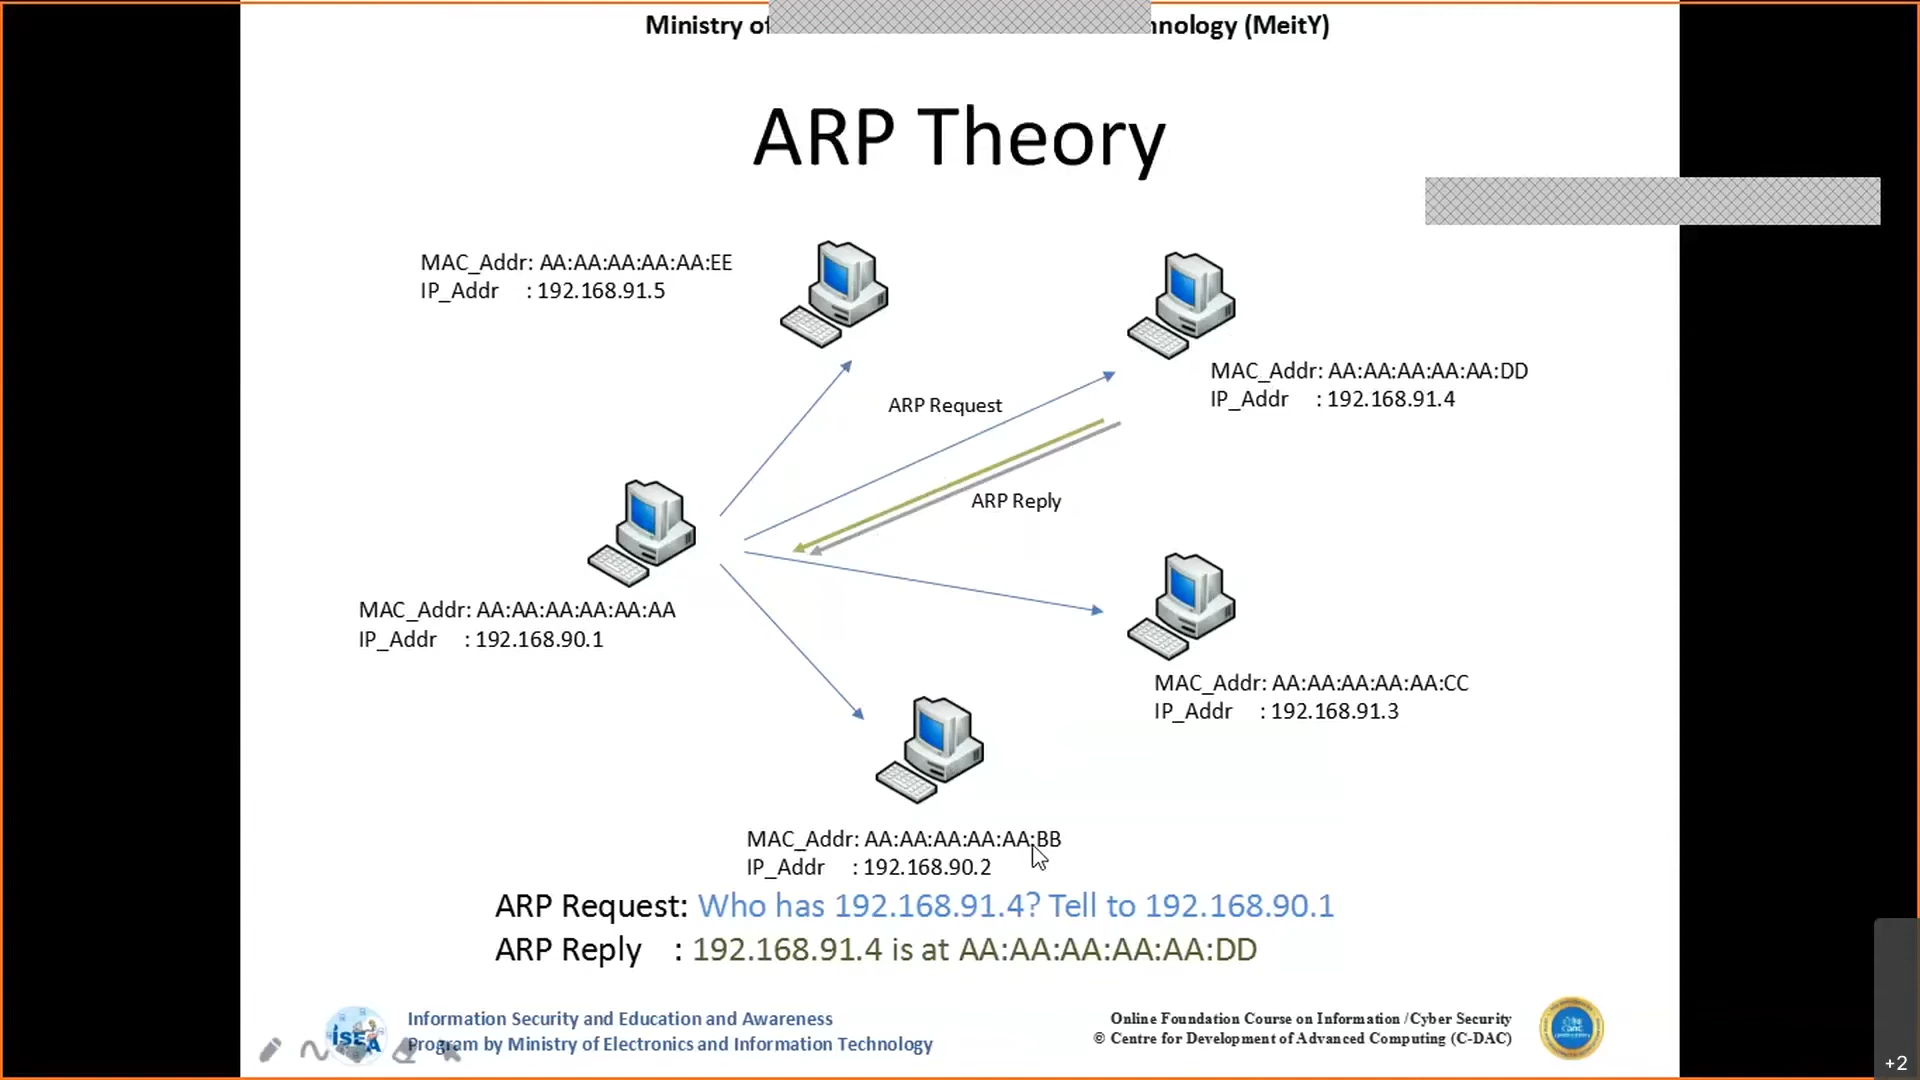 Ministry of
nology (MeitY)
ARP Theory
MAC_Addr: AA:AA:AA:AA:AA:EE
IP_Addr : 192.168.91.5
MAC_Addr: AA:AA:AA:AA:AA:DD
IP_Addr : 192.168.91.4
ARP Request
ARP Reply
MAC_Addr: AA:AA:AA:AA:AA:AA
IP_Addr : 192.168.90.1
MAC_Addr: AA:AA:AA:AA:AA:CC
IP_Addr : 192.168.91.3
MAC_Addr: AA:AA:AA:AA:AA:BB
IP_Addr : 192.168.90.2
ARP Request: Who has 192.168.91.4? Tell to 192.168.90.1
ARP Reply : 192.168.91.4 is at AA:AA:AA:AA:AA:DD
ISEA
Information Security and Education and Awareness
Program by Ministry of Electronics and Information Technology
Online Foundation Course on Information /Cyber Security
© Centre for Development of Advanced Computing (C-DAC)
+2